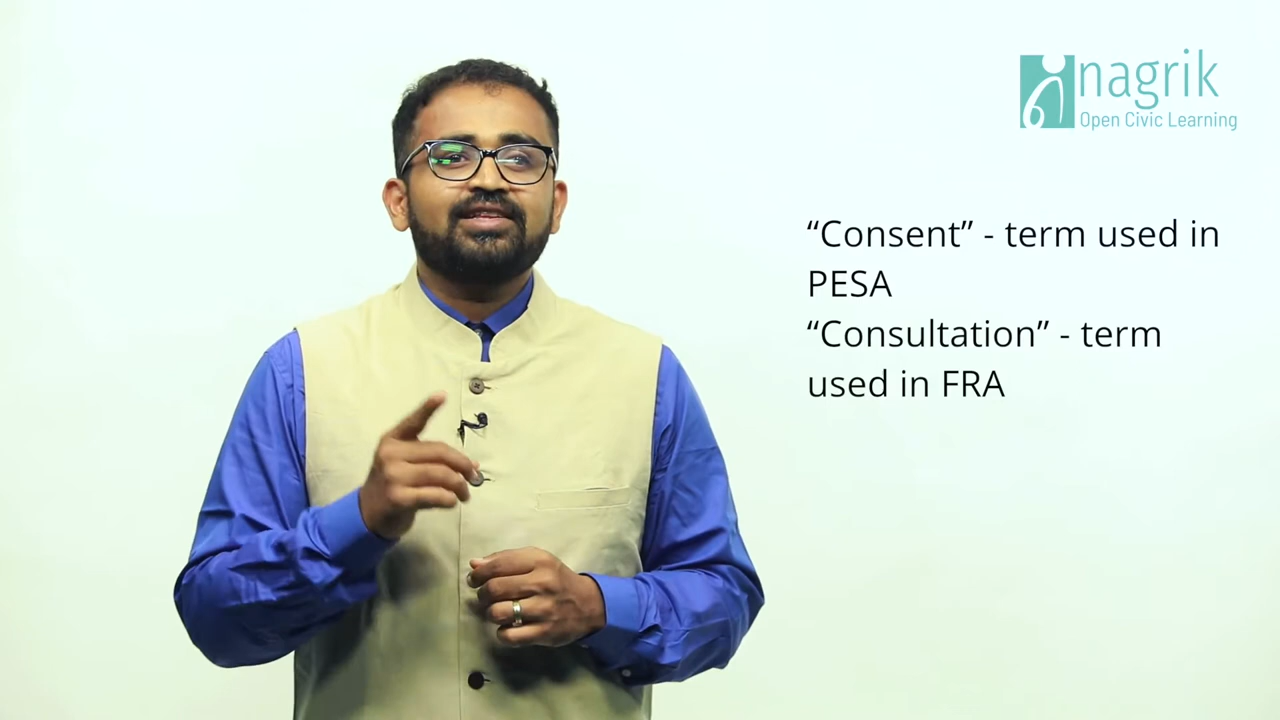 nagrik
Open Civic Learning
“Consent” - term used in
PESA
“Consultation” - term
used in FRA